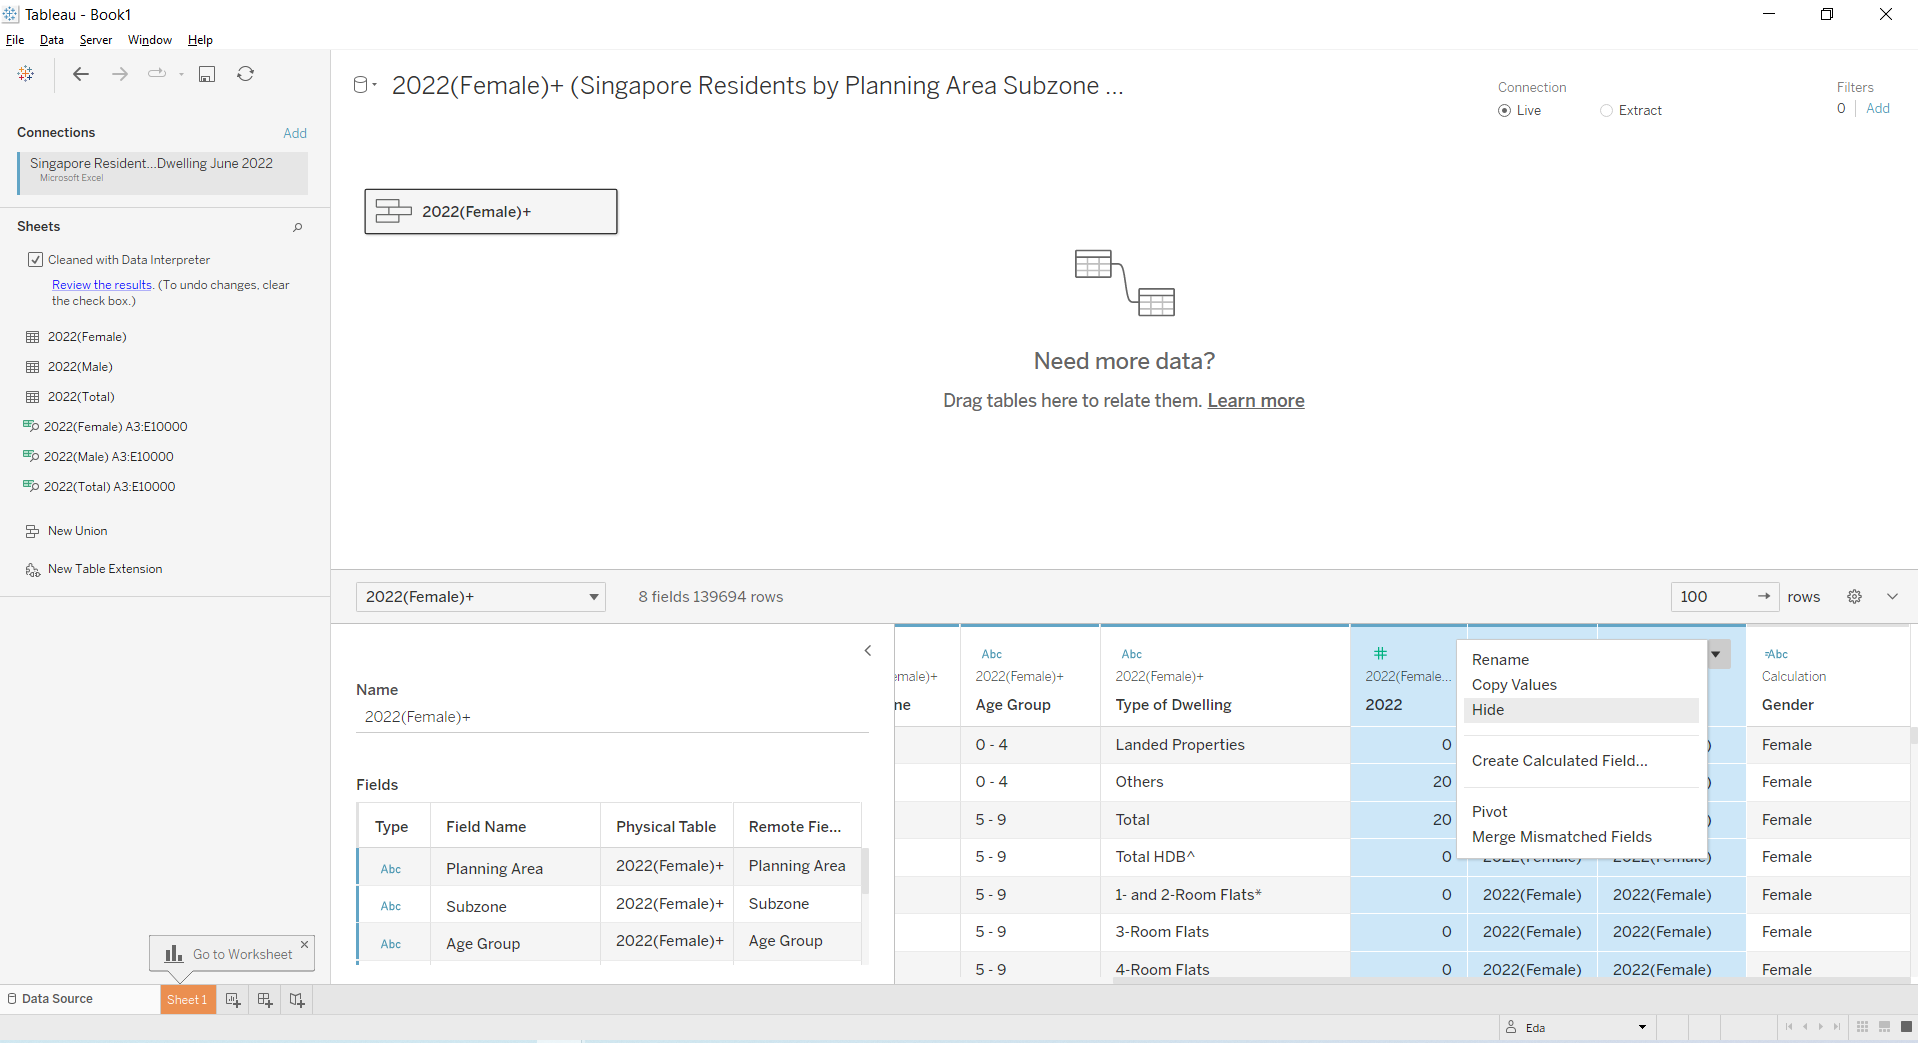 Tableau - Book1
File Data Server Window Help
Connections Add
Singapore Resident...Dwelling June 2022
Microsoft Excel
Sheets
Cleaned with Data Interpreter
Review the results. (To undo changes, clear
the check box.)
2022(Female)
2022(Male)
2022(Total)
2022(Female) A3:E10000
2022(Male) A3:E10000
2022(Total) A3:E10000
New Union
New Table Extension
Go to Worksheet
2022(Female)+ (Singapore Residents by Planning Area Subzone ...
Connection
Live Extract
Filters
0 Add
2022(Female)+
Need more data?
Drag tables here to relate them. Learn more
2022(Female)+ 8 fields 139694 rows 100 rows
Name
2022(Female)+
Fields
Type Field Name Physical Table Remote Fie...
Abc Planning Area 2022(Female)+ Planning Area
Abc Subzone 2022(Female)+ Subzone
Abc Age Group 2022(Female)+ Age Group
Abc Abc # =Abc
male)+ 2022(Female)+ 2022(Female)+ 2022(Female... Calculation
ne Age Group Type of Dwelling 2022 Gender
0 - 4 Landed Properties 0 ) Female
0 - 4 Others 20 ) Female
5 - 9 Total 20 ) Female
5 - 9 Total HDB^ 0 2022(Female) 2022(Female) Female
5 - 9 1- and 2-Room Flats* 0 2022(Female) 2022(Female) Female
5 - 9 3-Room Flats 0 2022(Female) 2022(Female) Female
5 - 9 4-Room Flats 0 2022(Female) 2022(Female) Female
Rename
Copy Values
Hide
Create Calculated Field...
Pivot
Merge Mismatched Fields
Data Source Sheet 1
Eda